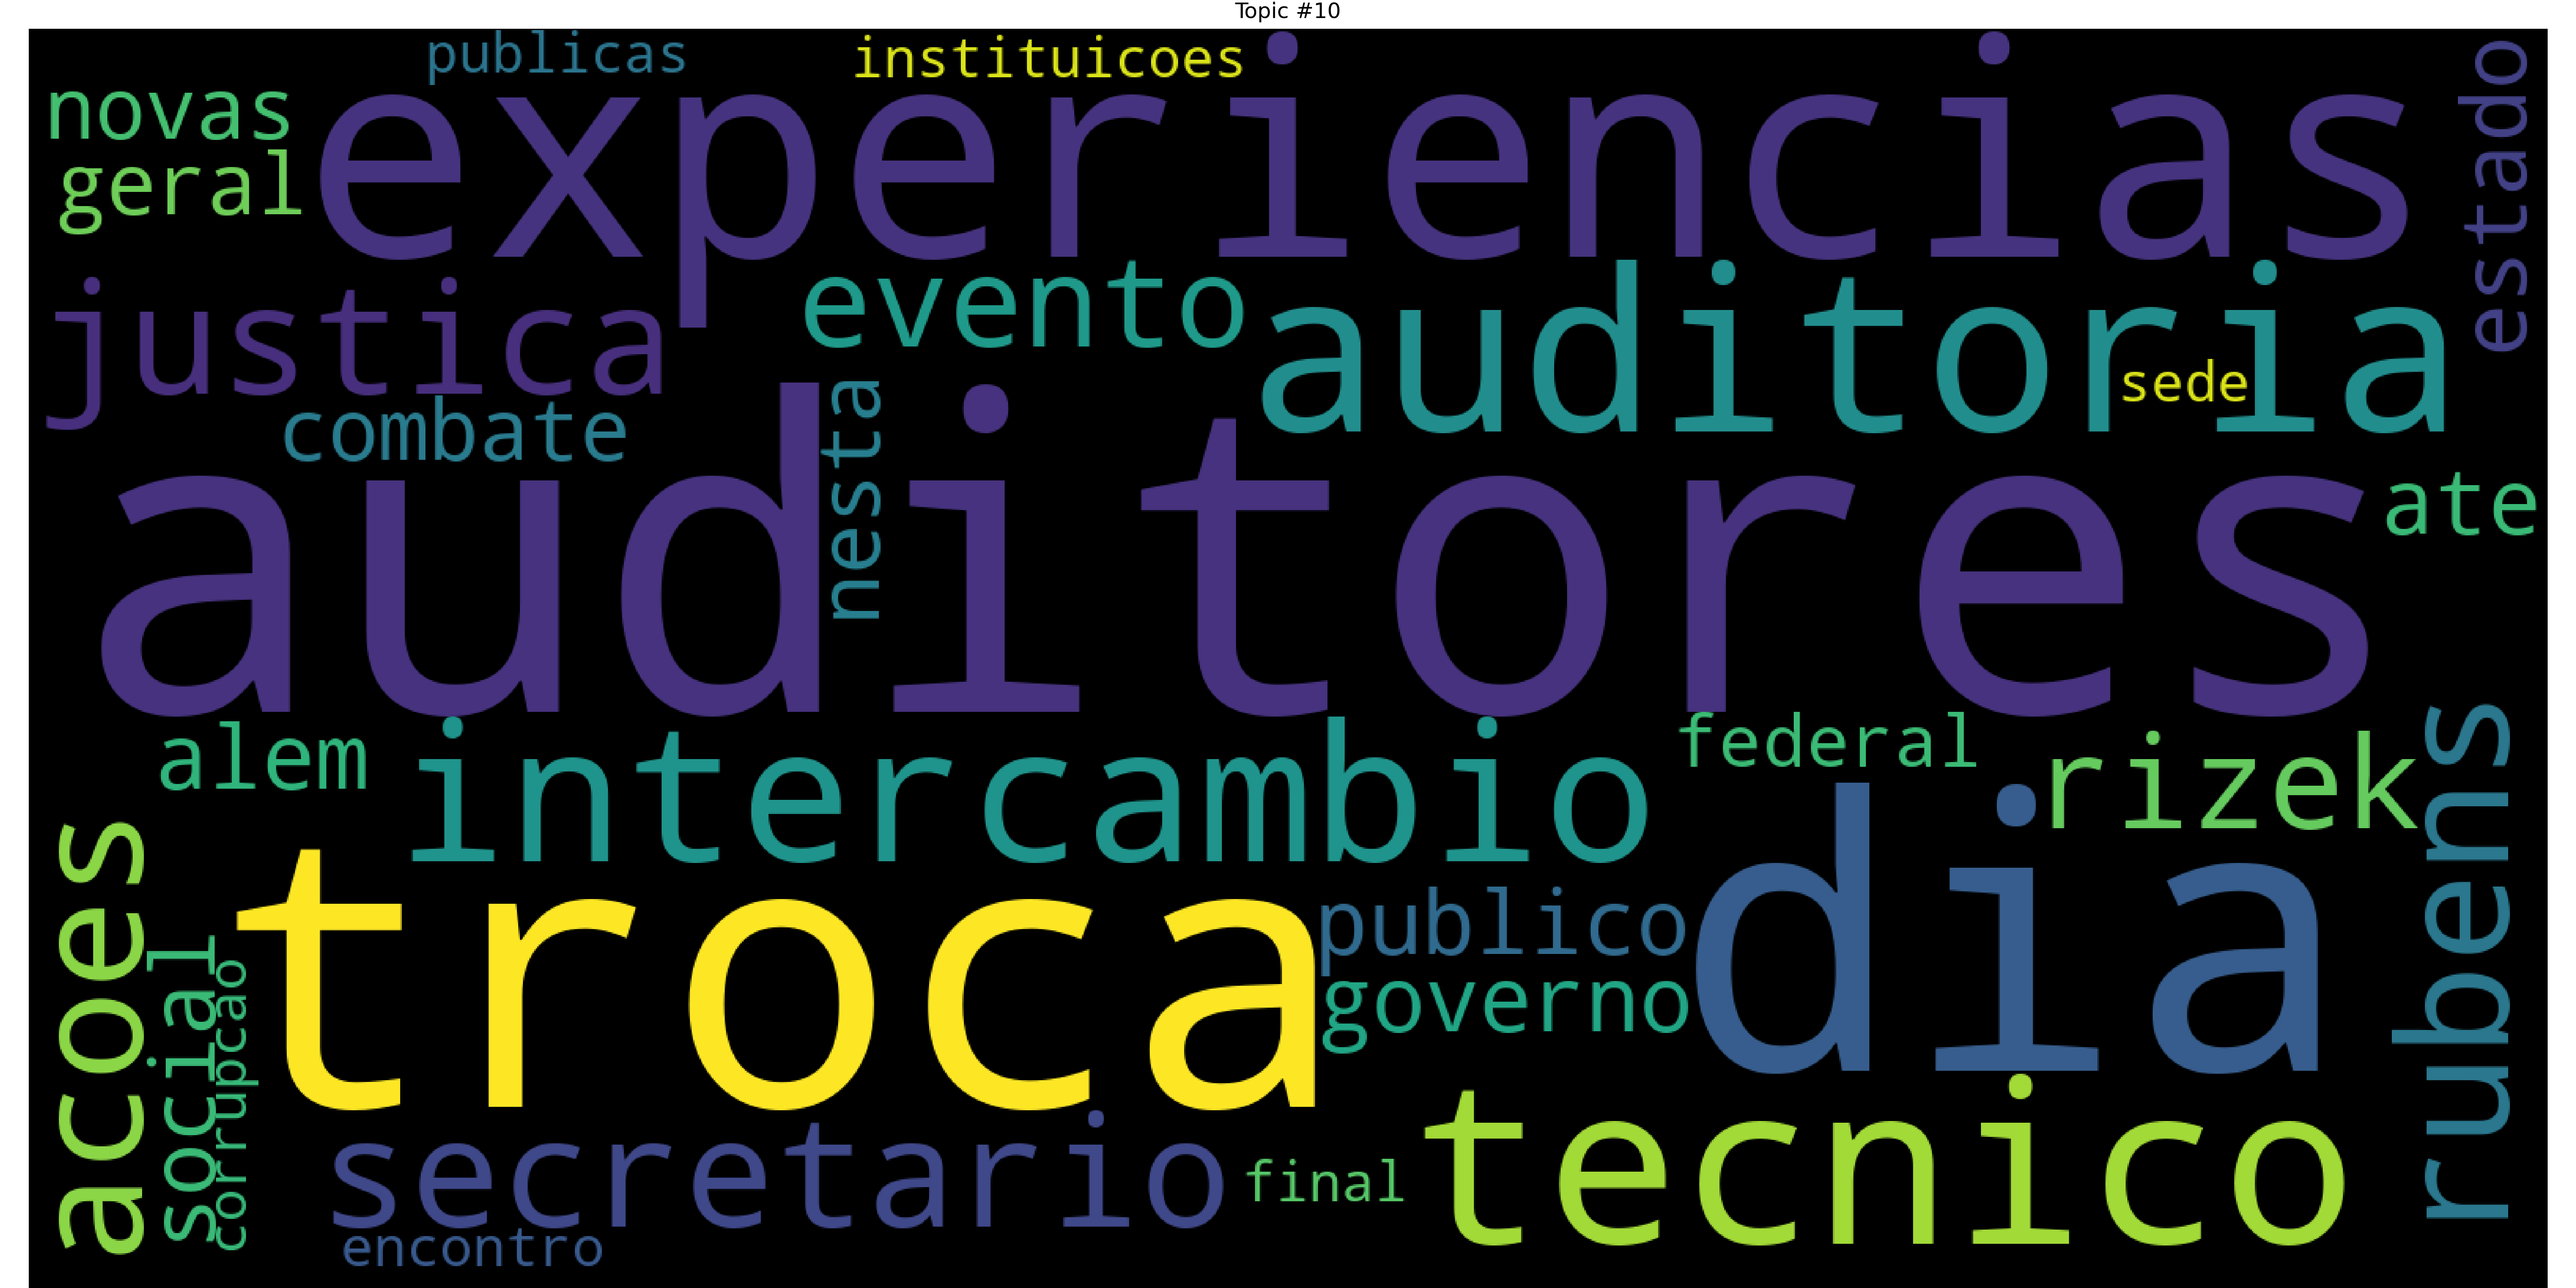 Topic #10
publicas
instituicoes
novas
experiencias
estado
geral
justica
evento
auditoria
sede
combate
nesta
auditores
ate
alem
intercambio
federal
rizek
rubens
acoes
social
corrupcao
troca
publico
governo
dia
secretario
final
tecnico
encontro